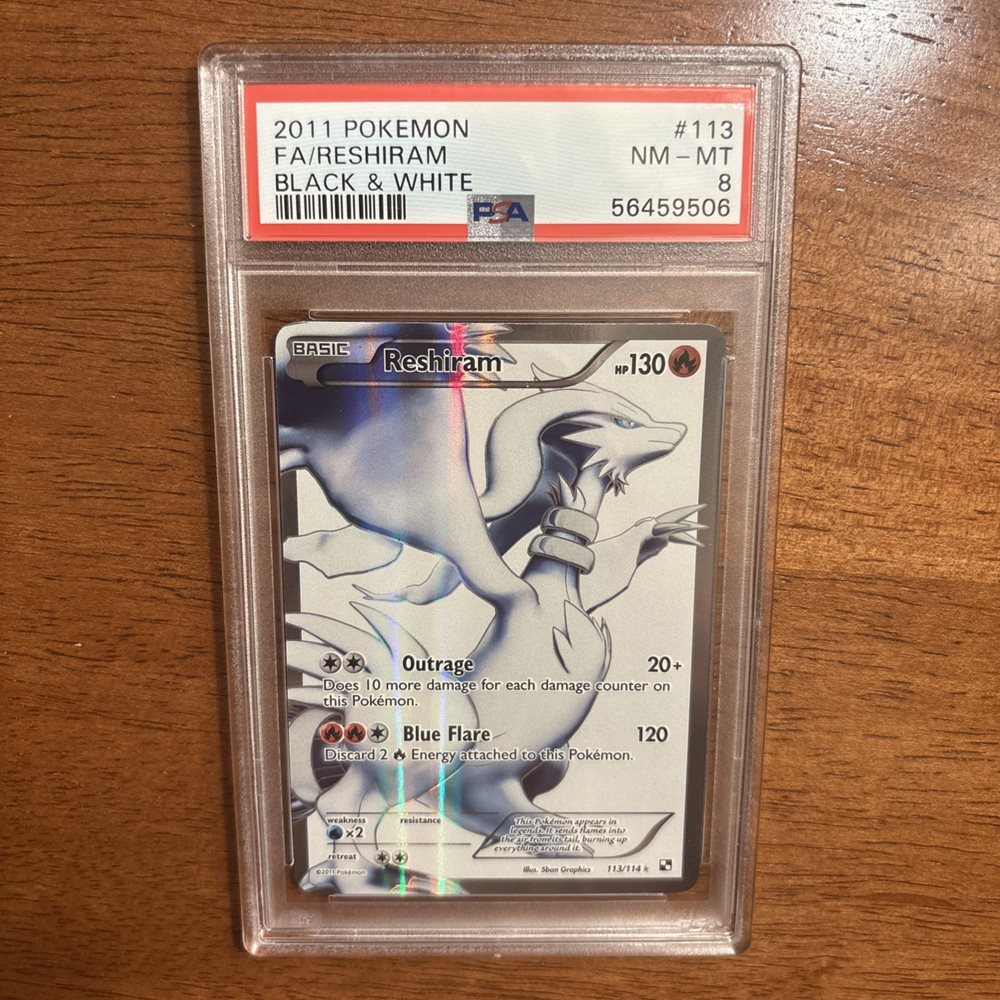 2011 POKEMON #113
FA/RESHIRAM NM - MT
BLACK & WHITE 8
PSA 56459506
BASIC Reshiram HP130
Outrage 20+
Does 10 more damage for each damage counter on
this Pokémon.
Blue Flare 120
Discard 2 Energy attached to this Pokémon.
weakness resistance
×2
retreat
This Pokémon appears in
legends. It sends flames into
the air from its tail, burning up
everything around it.
©2011 Pokémon Illus. 5ban Graphics 113/114
PSA